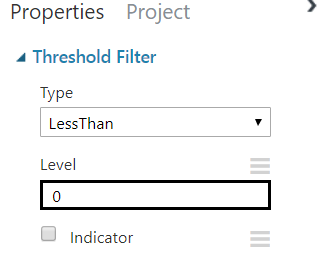 Properties Project
Threshold Filter
Type
LessThan
Level
0
Indicator